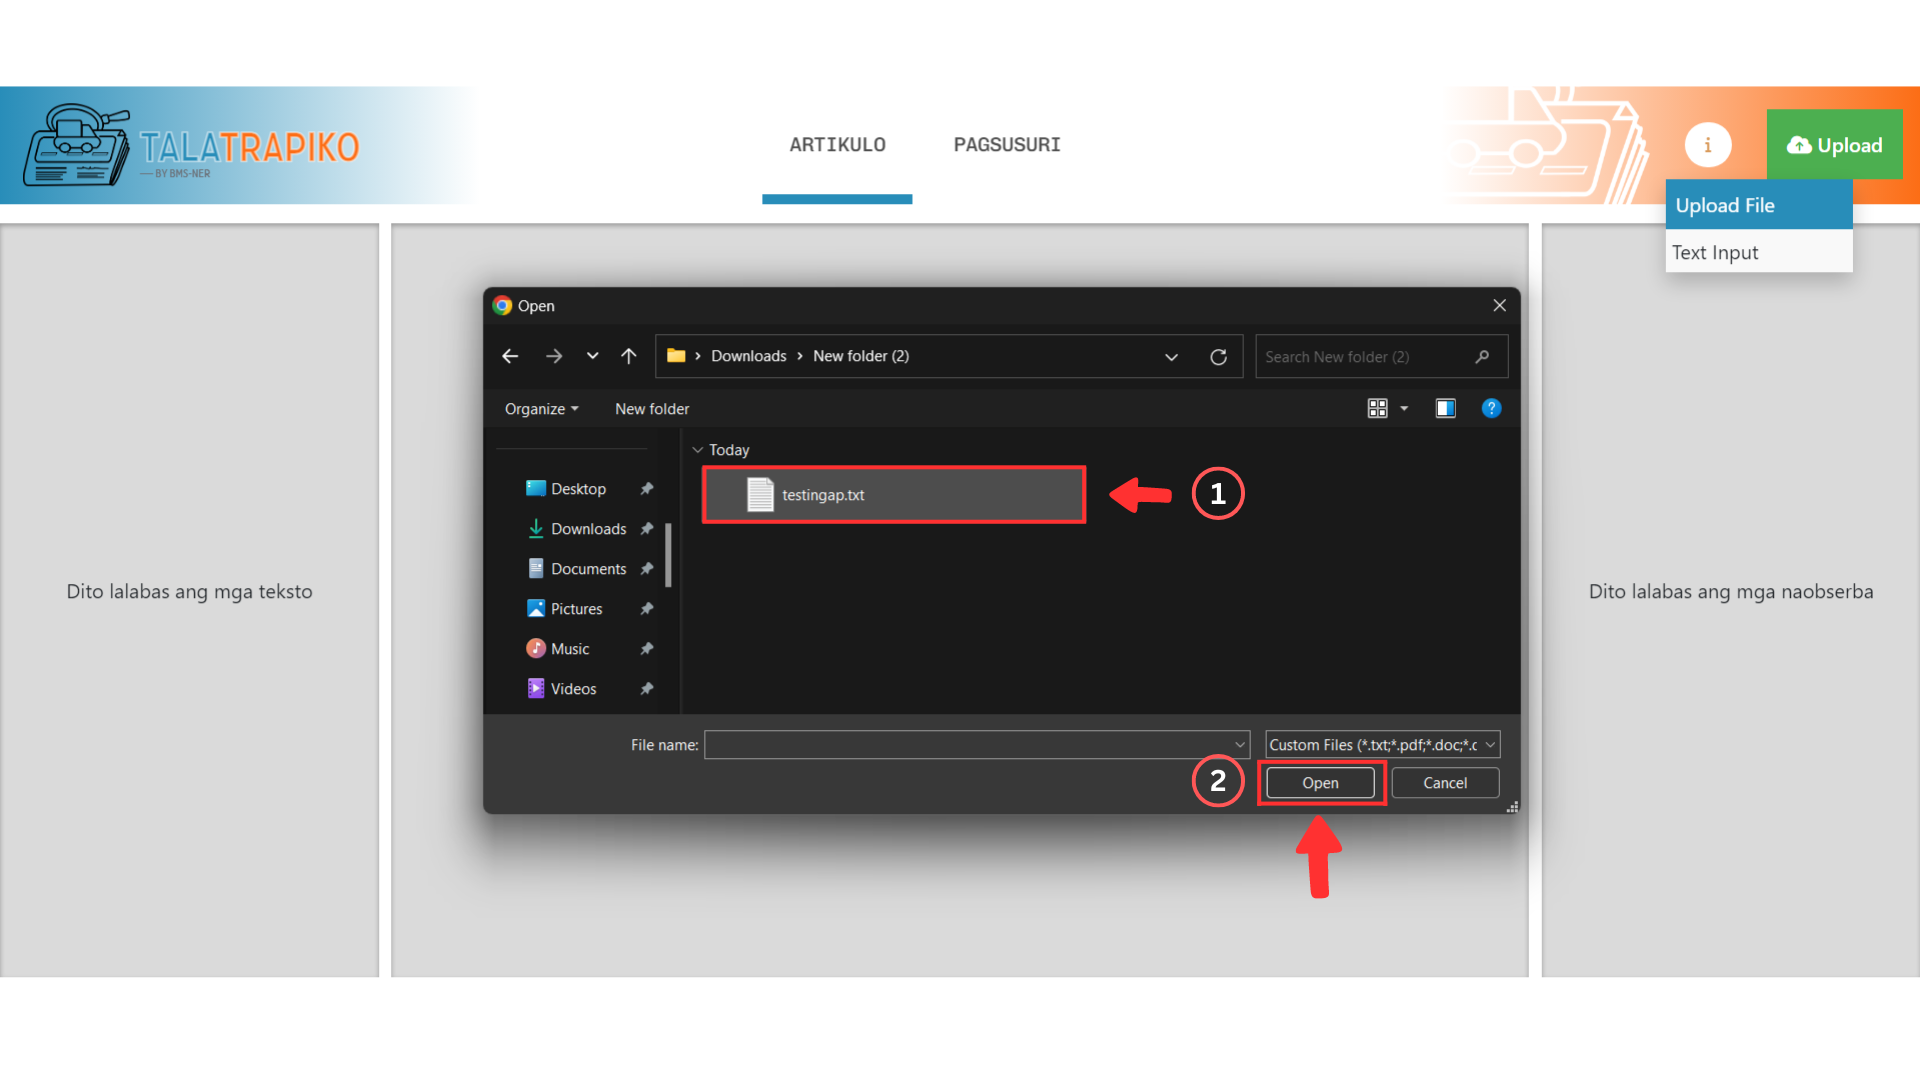 TALATRAPIKO
BY BMS-NER
ARTIKULO
PAGSUSURI
i
Upload
Upload File
Text Input
Dito lalabas ang mga teksto
Open
Downloads
New folder (2)
Search New folder (2)
Organize
New folder
?
Desktop
Downloads
Documents
Pictures
Music
Videos
Today
testingap.txt
1
File name:
Custom Files (*.txt;*.pdf;*.doc;*.c
2
Open
Cancel
Dito lalabas ang mga naobserba